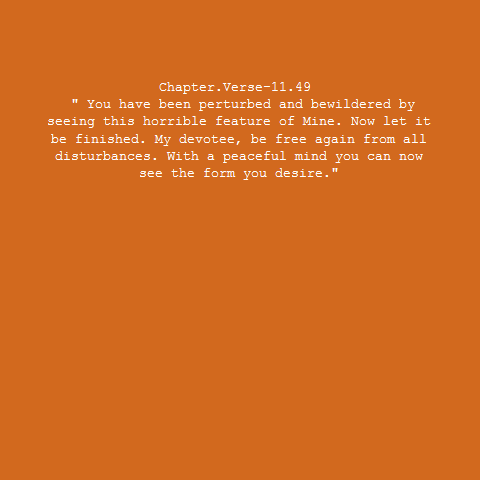 Chapter.Verse-11.49
" You have been perturbed and bewildered by
seeing this horrible feature of Mine. Now let it
be finished. My devotee, be free again from all
disturbances. With a peaceful mind you can now
see the form you desire."